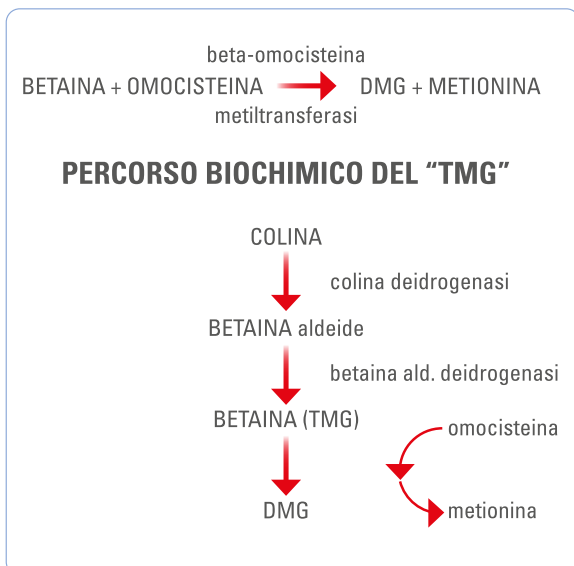 beta-omocisteina
BETAINA + OMOCISTEINA DMG + METIONINA
metiltransferasi
PERCORSO BIOCHIMICO DEL “TMG”
COLINA
colina deidrogenasi
BETAINA aldeide
betaina ald. deidrogenasi
BETAINA (TMG)
omocisteina
DMG
metionina